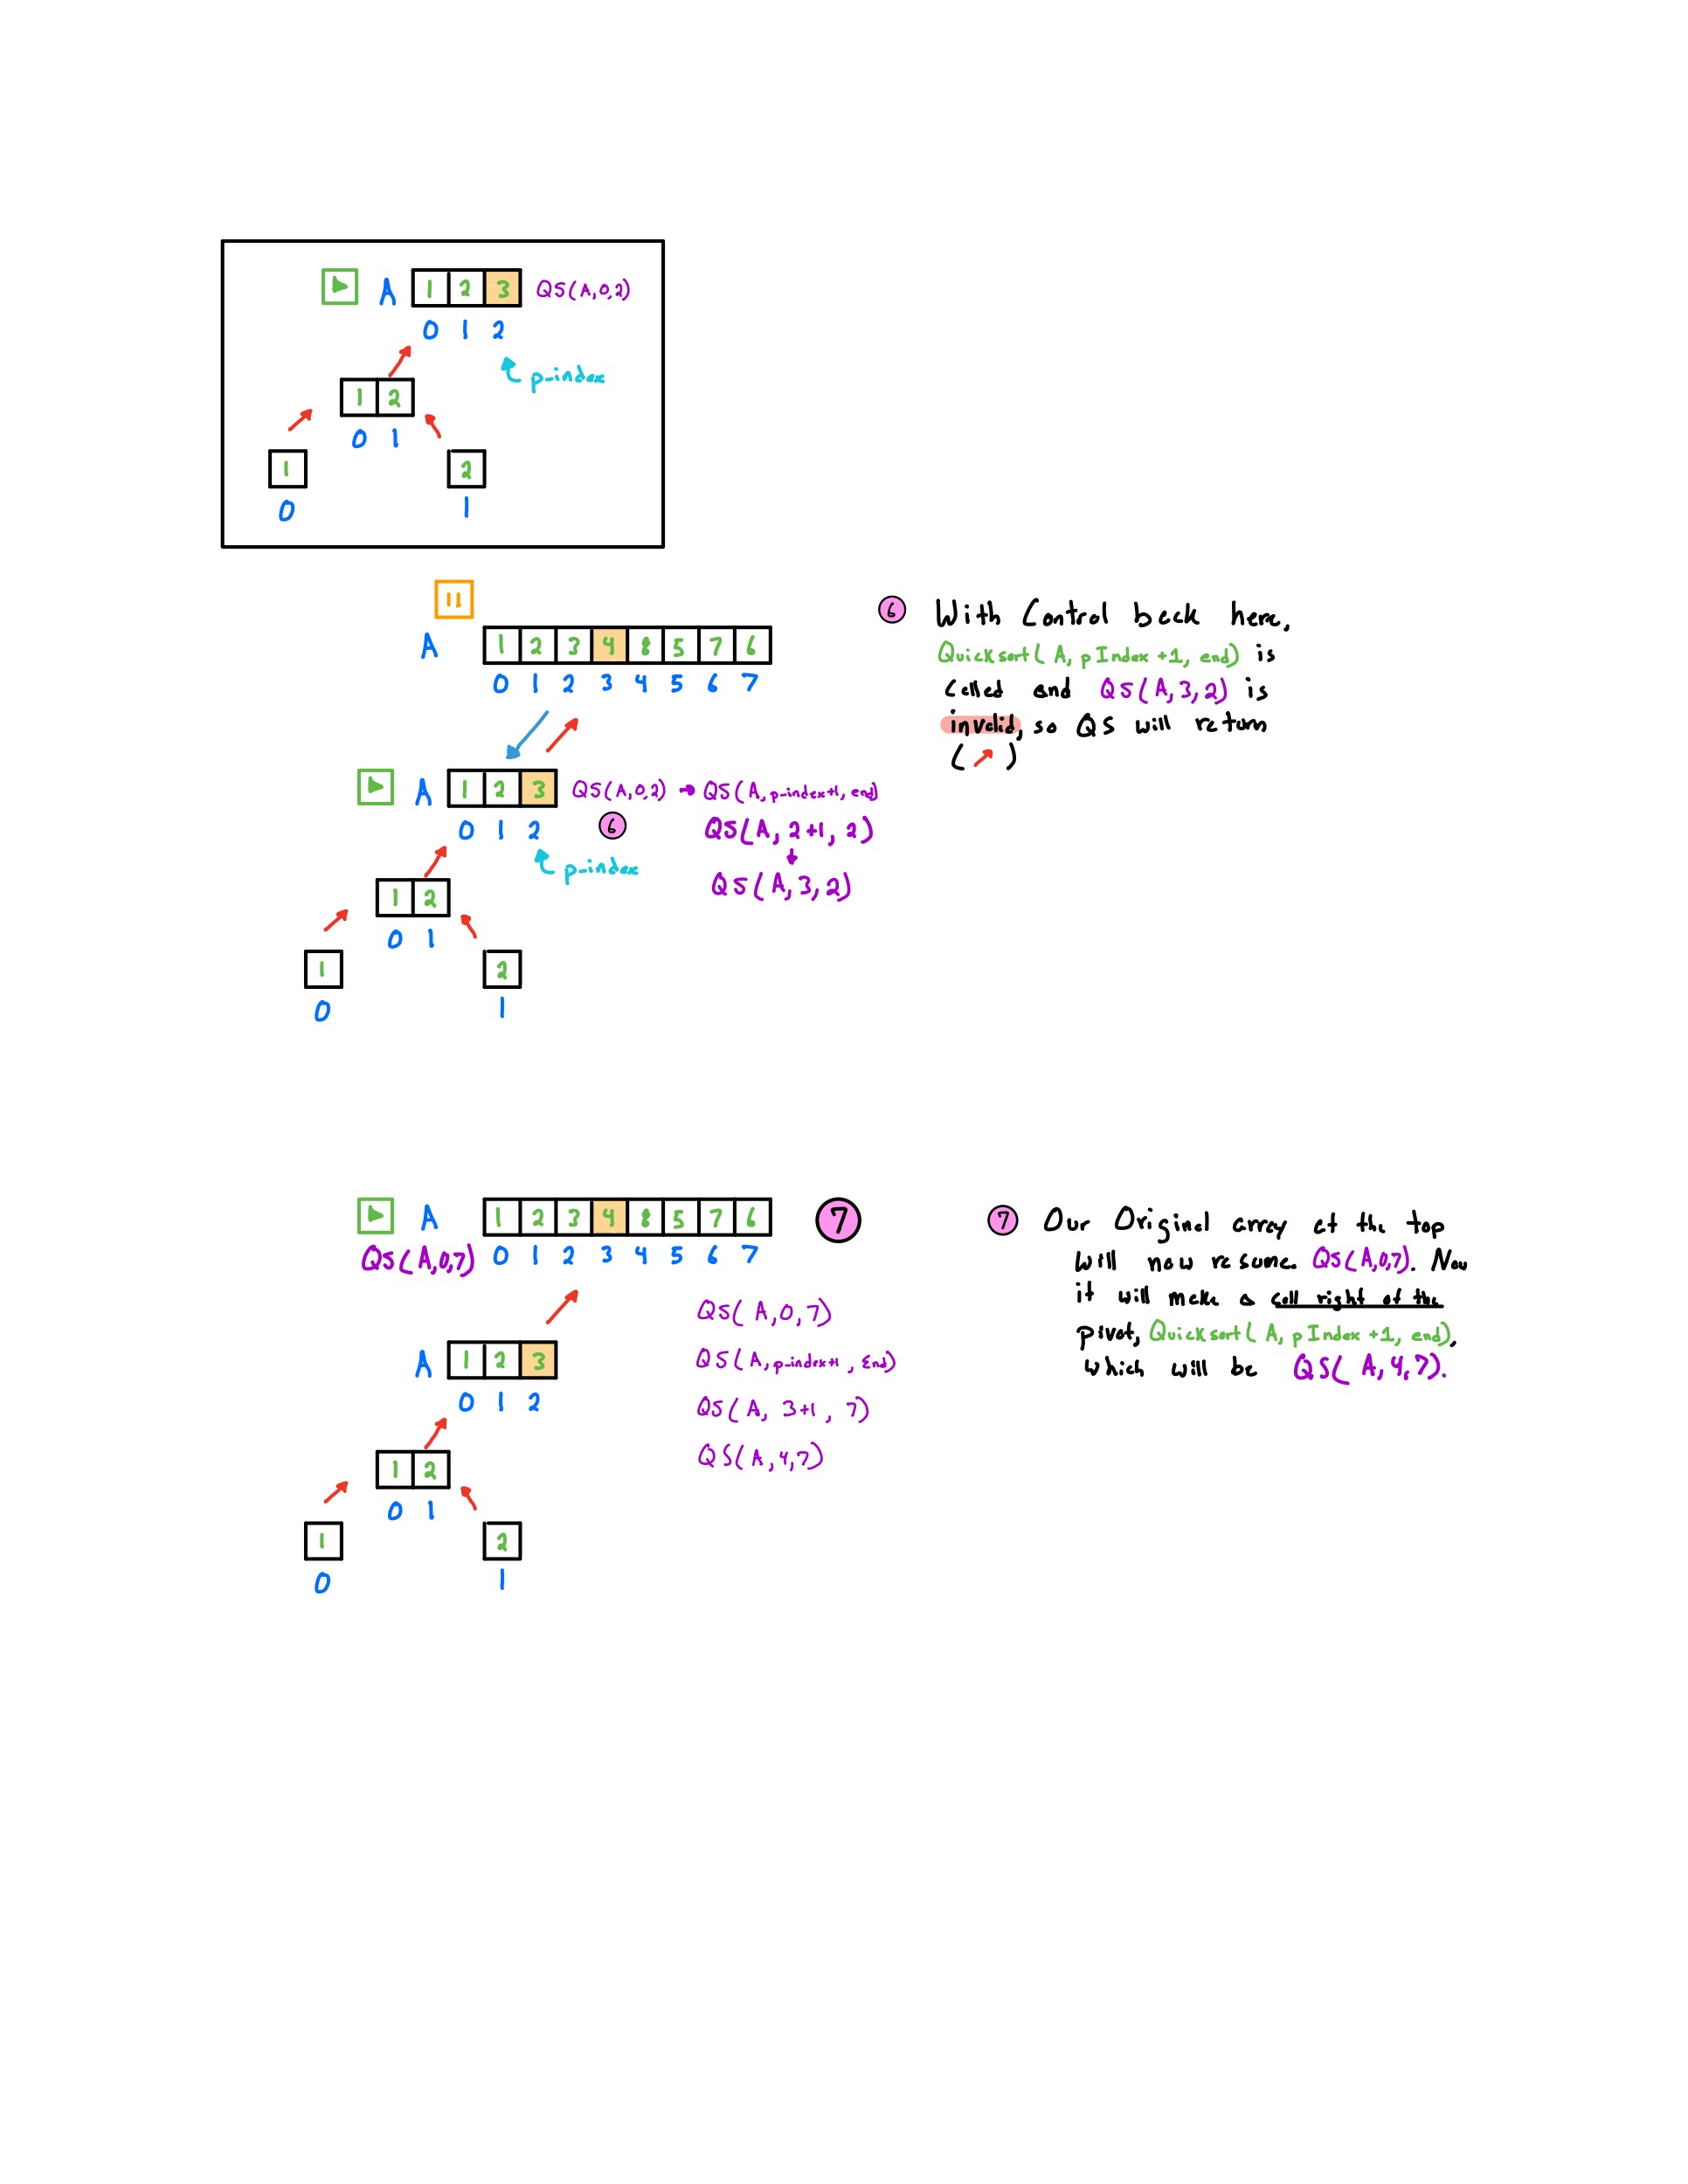 A 1 2 3 QS(A,0,2)
0 1 2
p-index
1 2
0 1
1 2
0 1
A 1 2 3 4 8 5 7 6
0 1 2 3 4 5 6 7
6 With Control back here,
Quicksort(A, pIndex+1, end) is
called and QS(A,3,2) is
invalid, so QS will return
( )
A 1 2 3 QS(A,0,2) → QS(A,p-index+1,end)
0 1 2 6 QS(A, 2+1, 2)
p-index
QS(A,3,2)
1 2
0 1
1 2
0 1
A 1 2 3 4 8 5 7 6 7
QS(A,0,7) 0 1 2 3 4 5 6 7
7 Our Original array at the top
will now resume. QS(A,0,7). Now
it will make a call right of the
pivot, Quicksort(A, pIndex+1, end),
which will be QS(A,4,7).
QS(A,0,7)
QS(A,p-index+1,End)
QS(A, 3+1, 7)
QS(A,4,7)
A 1 2 3
0 1 2
1 2
0 1
1 2
0 1